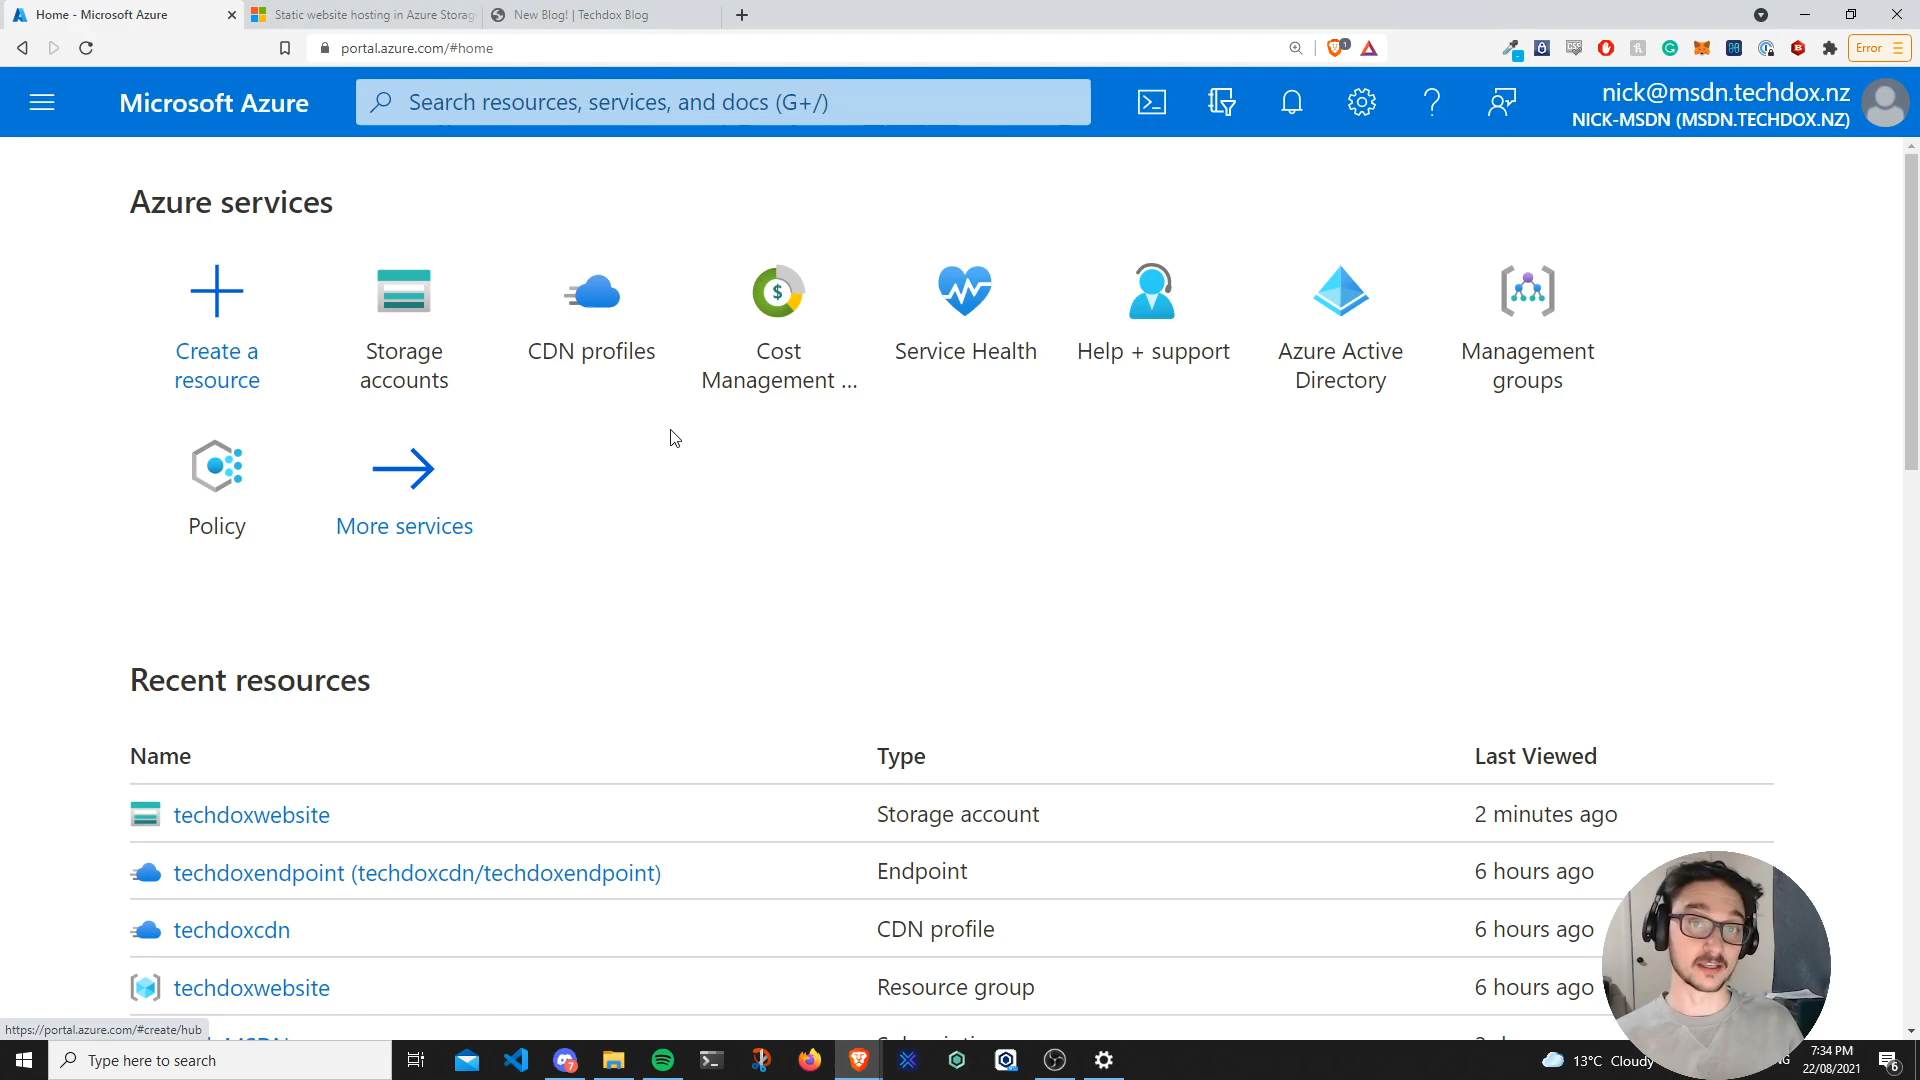 Home - Microsoft Azure
Static website hosting in Azure Storag
New Blog! | Techdox Blog
portal.azure.com/#home
1
Error
Microsoft Azure
Search resources, services, and docs (G+/)
nick@msdn.techdox.nz
NICK-MSDN (MSDN.TECHDOX.NZ)
Azure services
Create a
resource
Storage
accounts
CDN profiles
Cost
Management ...
Service Health
Help + support
Azure Active
Directory
Management
groups
Policy
More services
Recent resources
Name Type Last Viewed
techdoxwebsite Storage account 2 minutes ago
techdoxendpoint (techdoxcdn/techdoxendpoint) Endpoint 6 hours ago
techdoxcdn CDN profile 6 hours ago
techdoxwebsite Resource group 6 hours ago
https://portal.azure.com/#create/hub
Type here to search
7
13°C Cloudy
7:34 PM
22/08/2021
6